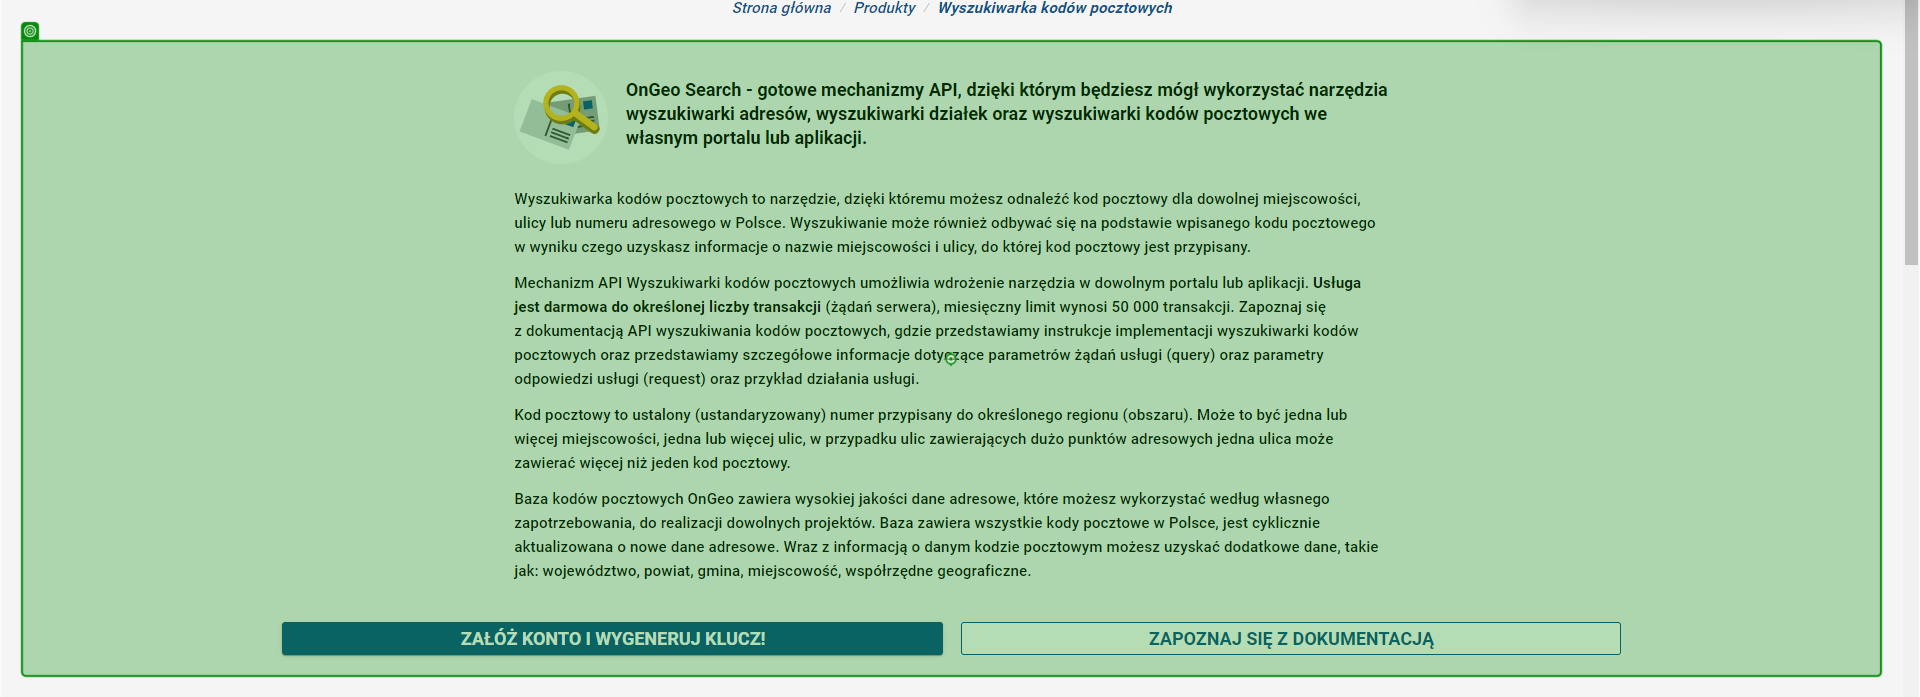 Strona główna / Produkty / Wyszukiwarka kodów pocztowych
OnGeo Search - gotowe mechanizmy API, dzięki którym będziesz mógł wykorzystać narzędzia
wyszukiwarki adresów, wyszukiwarki działek oraz wyszukiwarki kodów pocztowych we
własnym portalu lub aplikacji.
Wyszukiwarka kodów pocztowych to narzędzie, dzięki któremu możesz odnaleźć kod pocztowy dla dowolnej miejscowości,
ulicy lub numeru adresowego w Polsce. Wyszukiwanie może również odbywać się na podstawie wpisanego kodu pocztowego
w wyniku czego uzyskasz informacje o nazwie miejscowości i ulicy, do której kod pocztowy jest przypisany.
Mechanizm API Wyszukiwarki kodów pocztowych umożliwia wdrożenie narzędzia w dowolnym portalu lub aplikacji. Usługa
jest darmowa do określonej liczby transakcji (żądań serwera), miesięczny limit wynosi 50 000 transakcji. Zapoznaj się
z dokumentacją API wyszukiwania kodów pocztowych, gdzie przedstawiamy instrukcje implementacji wyszukiwarki kodów
pocztowych oraz przedstawiamy szczegółowe informacje dotyczące parametrów żądań usługi (query) oraz parametry
odpowiedzi usługi (request) oraz przykład działania usługi.
Kod pocztowy to ustalony (ustandaryzowany) numer przypisany do określonego regionu (obszaru). Może to być jedna lub
więcej miejscowości, jedna lub więcej ulic, w przypadku ulic zawierających dużo punktów adresowych jedna ulica może
zawierać więcej niż jeden kod pocztowy.
Baza kodów pocztowych OnGeo zawiera wysokiej jakości dane adresowe, które możesz wykorzystać według własnego
zapotrzebowania, do realizacji dowolnych projektów. Baza zawiera wszystkie kody pocztowe w Polsce, jest cyklicznie
aktualizowana o nowe dane adresowe. Wraz z informacją o danym kodzie pocztowym możesz uzyskać dodatkowe dane, takie
jak: województwo, powiat, gmina, miejscowość, współrzędne geograficzne.
ZAŁÓŻ KONTO I WYGENERUJ KLUCZ!
ZAPOZNAJ SIĘ Z DOKUMENTACJĄ